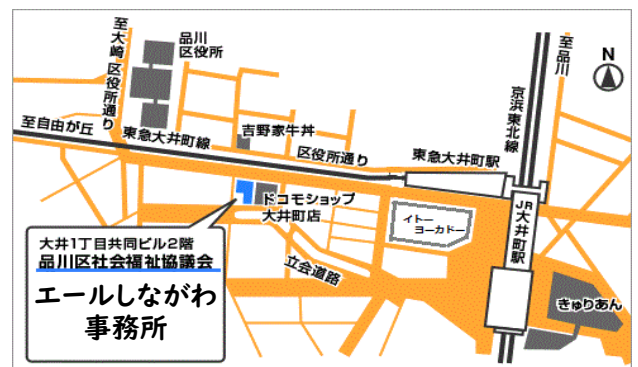 至大崎
区役所通り
品川
区役所
至品川
N
京浜東北線
至自由が丘
東急大井町線
吉野家牛丼
区役所通り
東急大井町駅
ドコモショップ
大井町店
イトー
ヨーカドー
JR大井町駅
立会道路
きゅりあん
大井1丁目共同ビル2階
品川区社会福祉協議会
エールしながわ
事務所